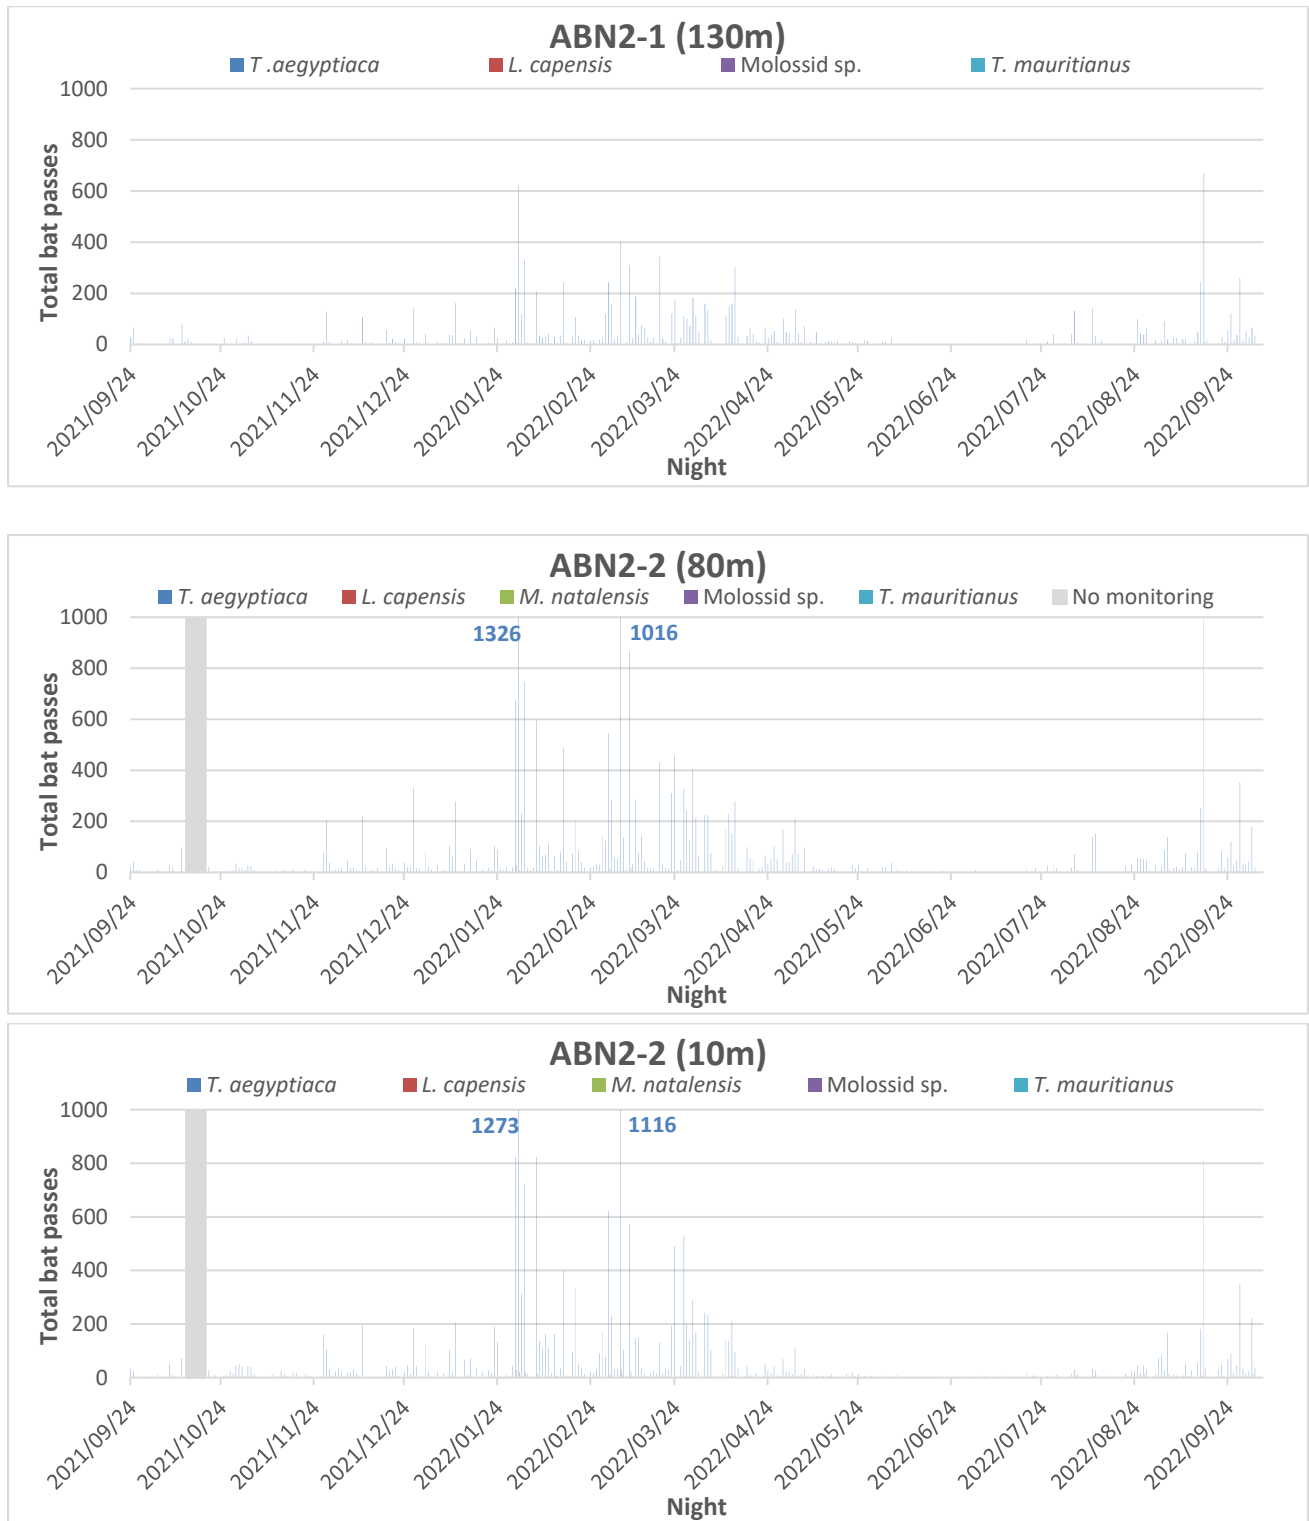 ABN2-1 (130m)
T .aegyptiaca L. capensis Molossid sp. T. mauritianus
Total bat passes
1000
800
600
400
200
0
2021/09/24 2021/10/24 2021/11/24 2021/12/24 2022/01/24 2022/02/24 2022/03/24 2022/04/24 2022/05/24 2022/06/24 2022/07/24 2022/08/24 2022/09/24
Night
ABN2-2 (80m)
T. aegyptiaca L. capensis M. natalensis Molossid sp. T. mauritianus No monitoring
Total bat passes
1000
1326 1016
800
600
400
200
0
2021/09/24 2021/10/24 2021/11/24 2021/12/24 2022/01/24 2022/02/24 2022/03/24 2022/04/24 2022/05/24 2022/06/24 2022/07/24 2022/08/24 2022/09/24
Night
ABN2-2 (10m)
T. aegyptiaca L. capensis M. natalensis Molossid sp. T. mauritianus
Total bat passes
1000
1273 1116
800
600
400
200
0
2021/09/24 2021/10/24 2021/11/24 2021/12/24 2022/01/24 2022/02/24 2022/03/24 2022/04/24 2022/05/24 2022/06/24 2022/07/24 2022/08/24 2022/09/24
Night